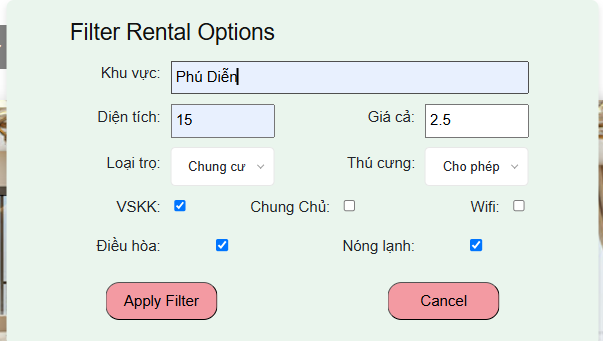 Filter Rental Options
Khu vực: Phú Diễn
Diện tích: 15 Giá cả: 2.5
Loại trọ: Chung cư Thú cưng: Cho phép
VSKK: Chung Chủ: Wifi:
Điều hòa: Nóng lạnh:
Apply Filter Cancel